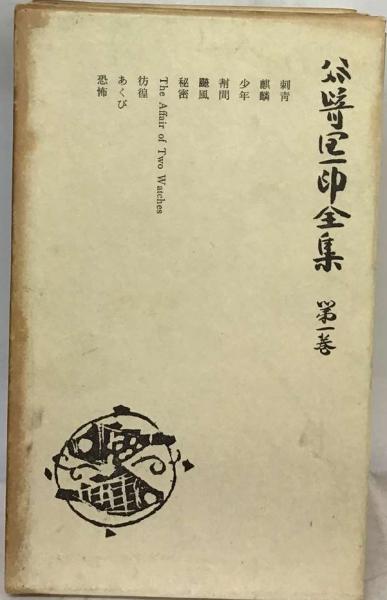 谷崎潤一郎全集 第一巻
刺青
麒麟
少年
幇間
飈風
秘密
The Affair of Two Watches
彷徨
あくび
恐怖